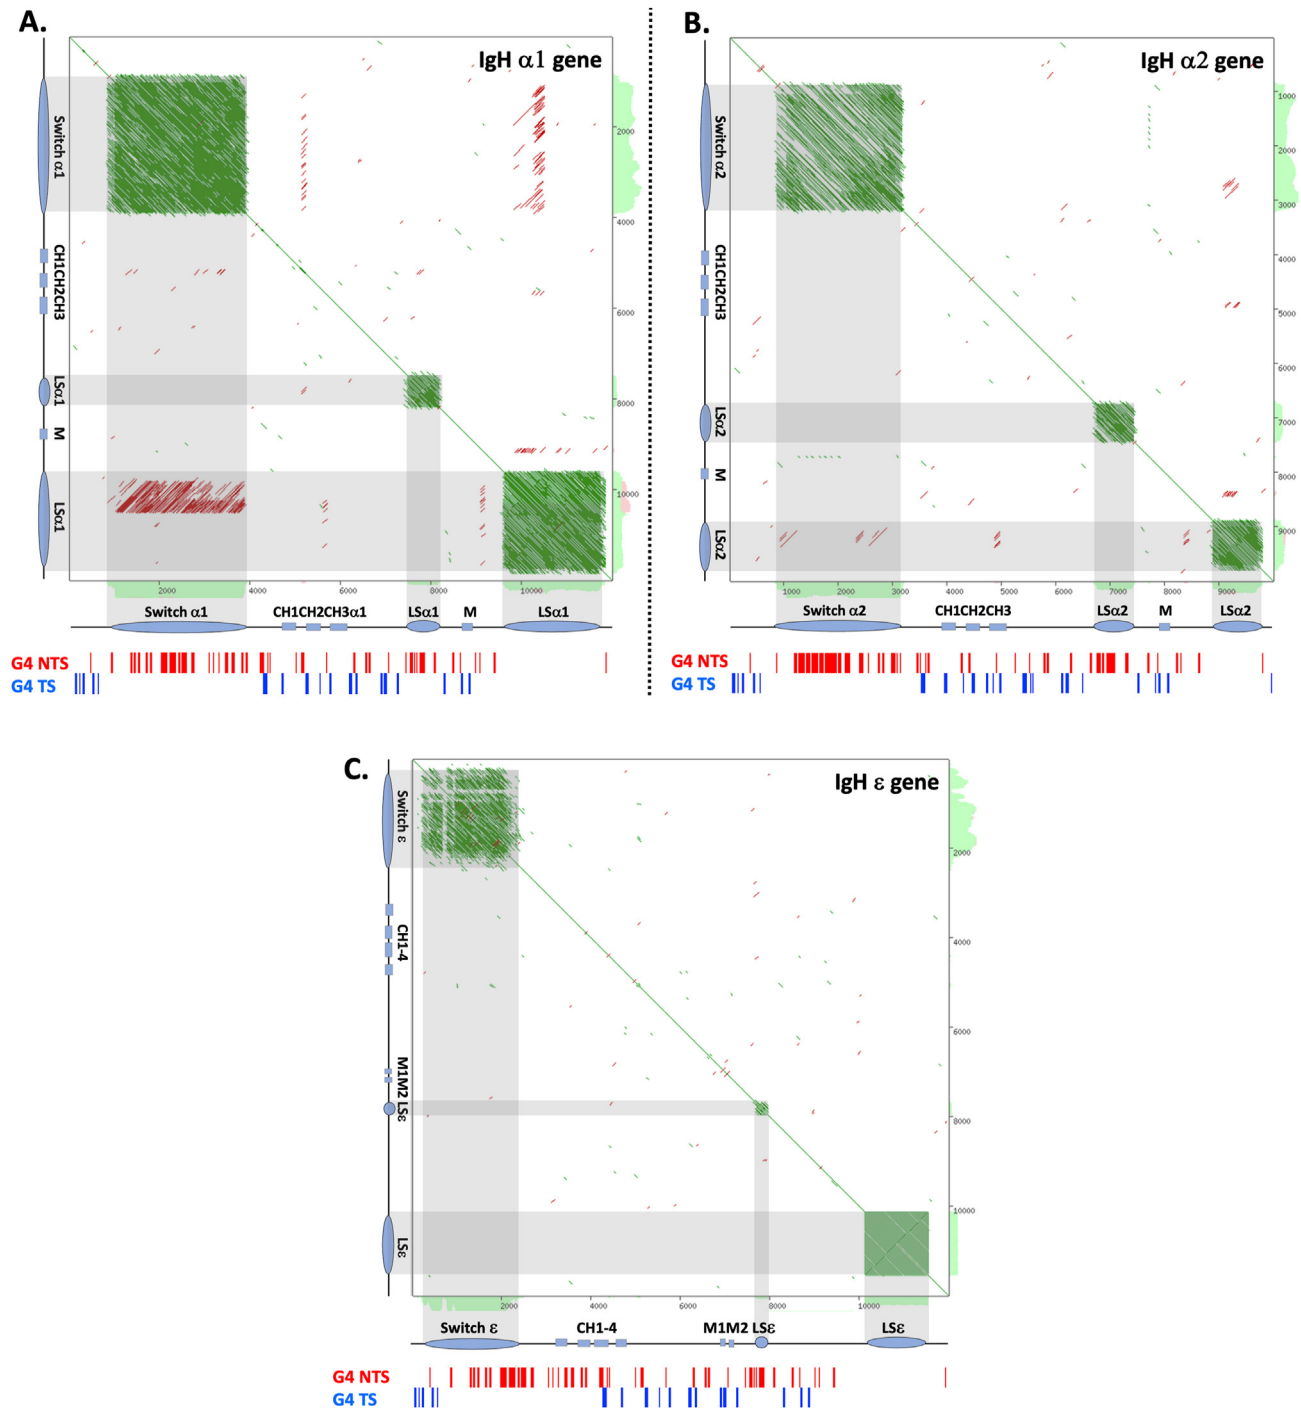 A.
IgH α1 gene
Switch α1
CH1CH2CH3
LSα1
M
LSα1
2000
4000
6000
8000
10000
2000 4000 6000 8000 10000
Switch α1 CH1CH2CH3α1 LSα1 M LSα1
G4 NTS
G4 TS
B.
IgH α2 gene
Switch α2
CH1CH2CH3
LSα2
M
LSα2
1000
2000
3000
4000
5000
6000
7000
8000
9000
1000 2000 3000 4000 5000 6000 7000 8000 9000
Switch α2 CH1CH2CH3 LSα2 M LSα2
G4 NTS
G4 TS
C.
IgH ε gene
Switch ε
CH1-4
M1M2 LSε
LSε
2000
4000
6000
8000
10000
2000 4000 6000 8000 10000
Switch ε CH1-4 M1M2 LSε LSε
G4 NTS
G4 TS